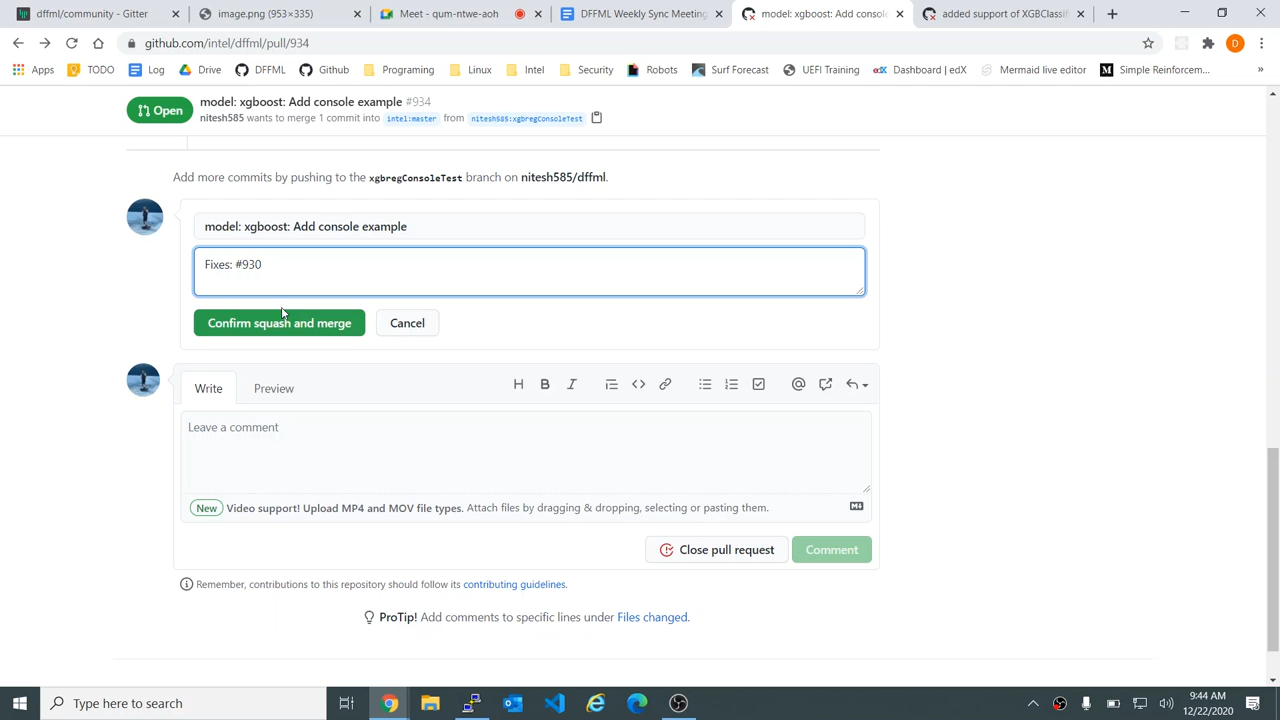 dffml/community - Gitter
image.png (953×335)
Meet - qum-rtwe-aoh
DFFML Weekly Sync Meeting
model: xgboost: Add console
added support of XGBClassifi
github.com/intel/dffml/pull/934
D
Apps
TODO
Log
Drive
DFFML
Github
Programing
Linux
Intel
Security
Robots
Surf Forecast
UEFI Training
edX
Dashboard | edX
Mermaid live editor
M
Simple Reinforcem...
»
Open
model: xgboost: Add console example #934
nitesh585 wants to merge 1 commit into intel:master from nitesh585:xgbregConsoleTest
Add more commits by pushing to the xgbregConsoleTest branch on nitesh585/dffml.
model: xgboost: Add console example
Fixes: #930
Confirm squash and merge
Cancel
Write
Preview
Leave a comment
New Video support! Upload MP4 and MOV file types. Attach files by dragging & dropping, selecting or pasting them.
Close pull request
Comment
Remember, contributions to this repository should follow its contributing guidelines.
ProTip! Add comments to specific lines under Files changed.
Type here to search
9:44 AM
12/22/2020